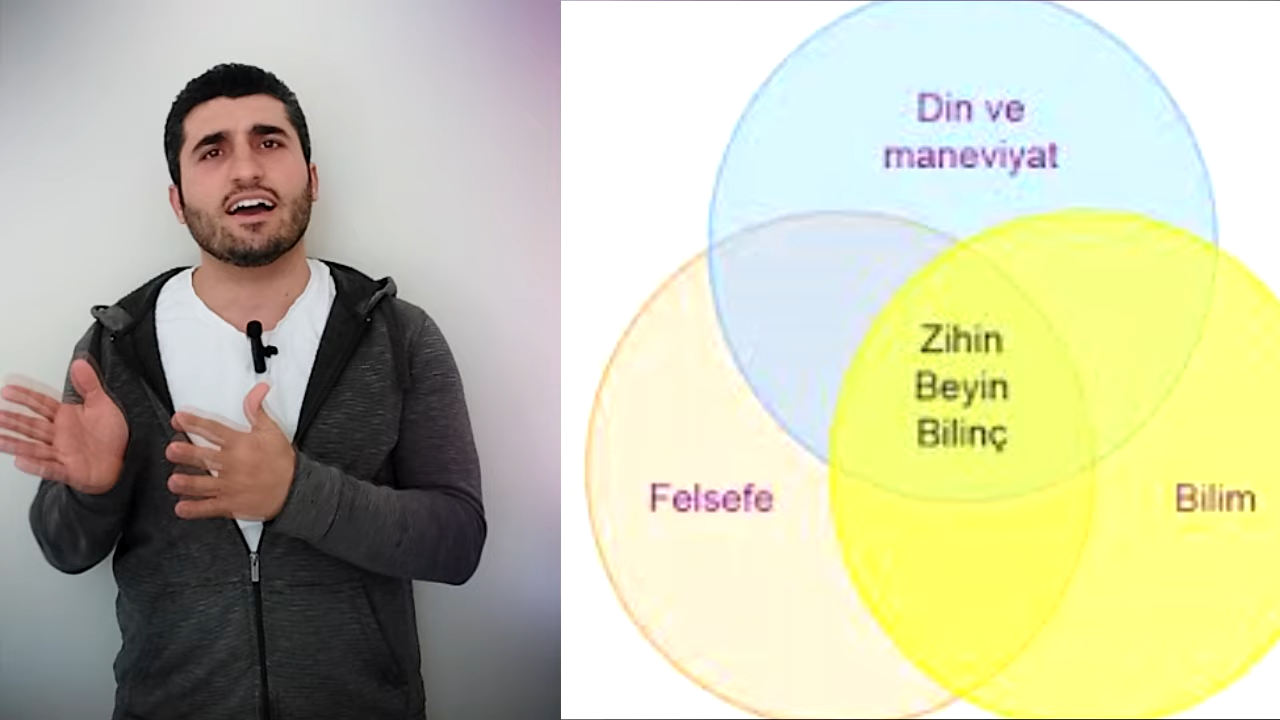 Din ve
maneviyat
Zihin
Beyin
Bilinç
Felsefe
Bilim